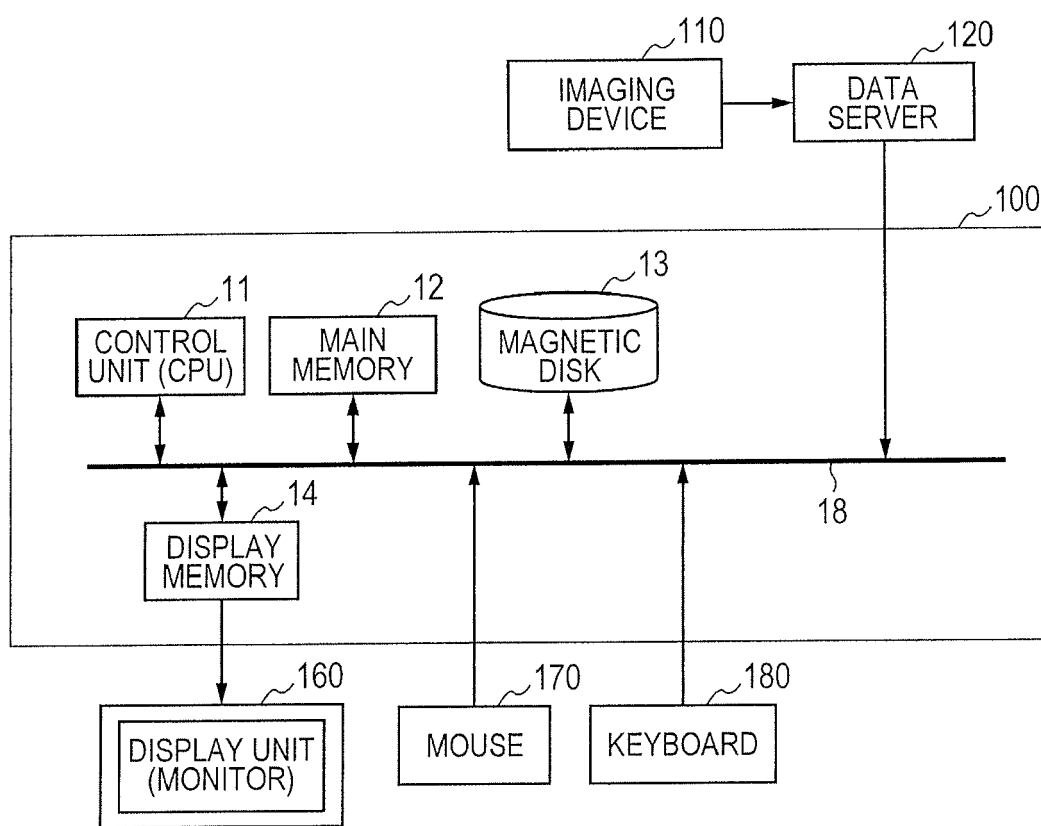 110
120
IMAGING
DEVICE
DATA
SERVER
100
11
12
13
CONTROL
UNIT (CPU)
MAIN
MEMORY
MAGNETIC
DISK
14
18
DISPLAY
MEMORY
160
170
180
DISPLAY UNIT
(MONITOR)
MOUSE
KEYBOARD